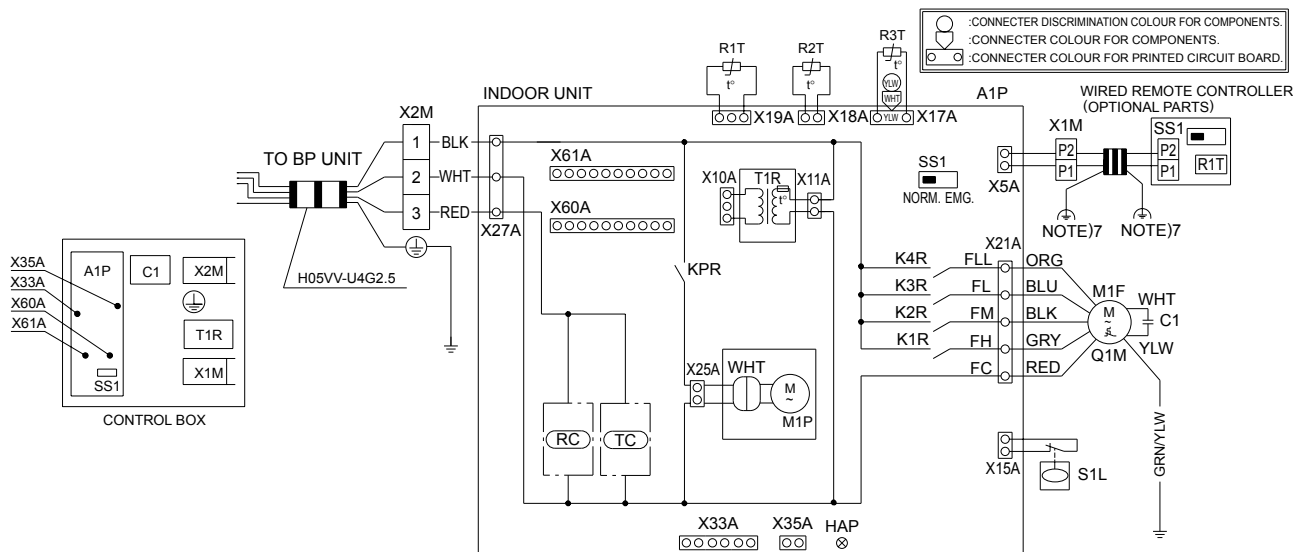 :CONNECTER DISCRIMINATION COLOUR FOR COMPONENTS.
:CONNECTER COLOUR FOR COMPONENTS.
:CONNECTER COLOUR FOR PRINTED CIRCUIT BOARD.
R1T
t°
R2T
t°
R3T
t°
YLW
WHT
YLW
X19A
X18A
X17A
INDOOR UNIT
A1P
WIRED REMOTE CONTROLLER
(OPTIONAL PARTS)
X1M
P2
P1
SS1
P2
P1
R1T
X5A
NOTE)7
NOTE)7
X2M
TO BP UNIT
1
BLK
2
WHT
3
RED
X27A
H05VV-U4G2.5
X61A
X60A
X10A
T1R
t°
X11A
SS1
NORM. EMG.
KPR
X21A
K4R
FLL
ORG
K3R
FL
BLU
K2R
FM
BLK
K1R
FH
GRY
FC
RED
M1F
M
~
Q1M
WHT
C1
YLW
GRN/YLW
X25A
WHT
M
~
M1P
RC
TC
X15A
S1L
X33A
X35A
HAP
X35A
X33A
X60A
X61A
A1P
C1
X2M
T1R
X1M
SS1
CONTROL BOX